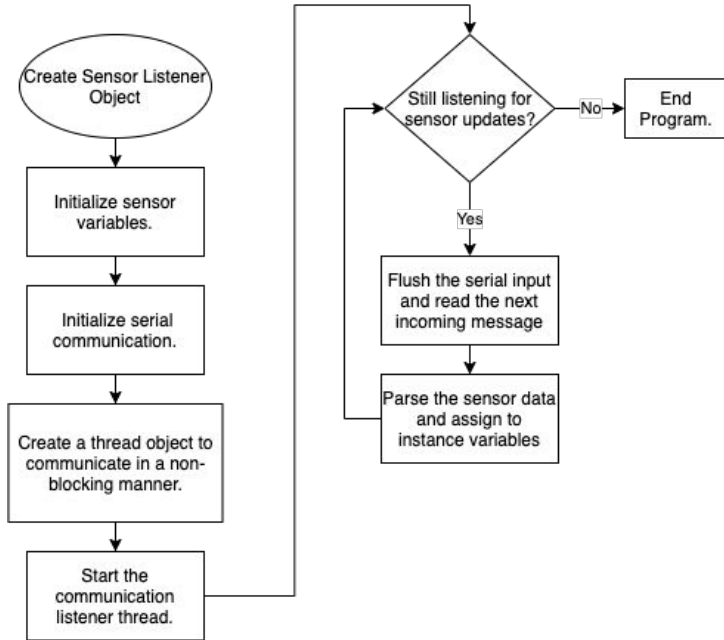 Create Sensor Listener
Object
Initialize sensor
variables.
Initialize serial
communication.
Create a thread object to
communicate in a non-
blocking manner.
Start the
communication
listener thread.
Still listening for
sensor updates?
No
End
Program.
Yes
Flush the serial input
and read the next
incoming message
Parse the sensor data
and assign to
instance variables